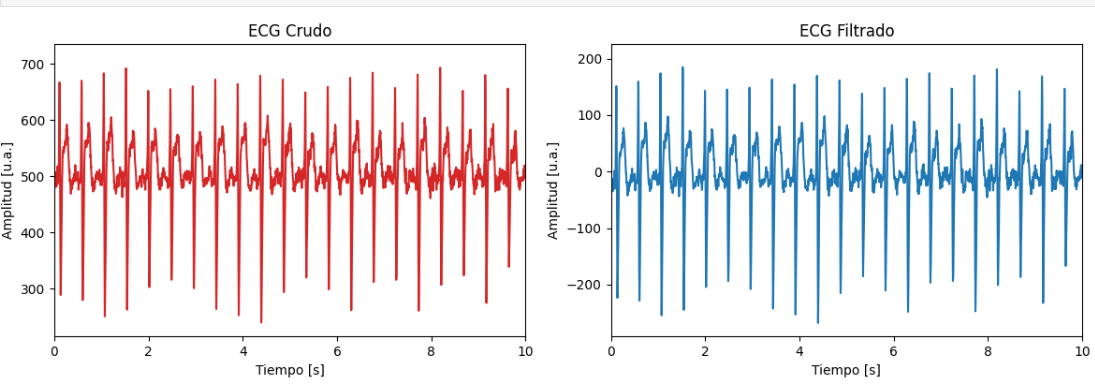 ECG Crudo
Amplitud [u.a.]
700
600
500
400
300
0 2 4 6 8 10
Tiempo [s]
ECG Filtrado
Amplitud [u.a.]
200
100
0
−100
−200
0 2 4 6 8 10
Tiempo [s]